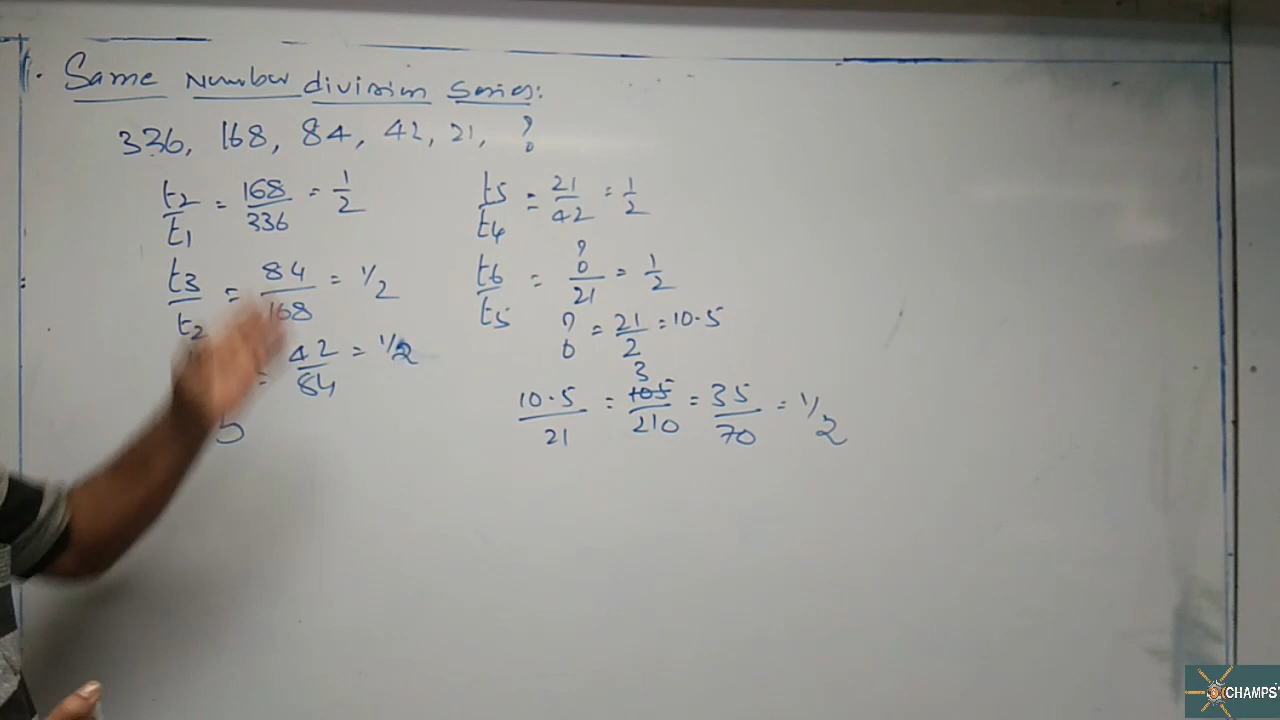 1. Same Number division Series:
336, 168, 84, 42, 21, ?
t2/t1 = 168/336 = 1/2
t3/t2 = 84/168 = 1/2
= 42/84 = 1/2
t5/t4 = 21/42 = 1/2
t6/t5 = ?/21 = 1/2
? = 21/2 = 10.5
3
10.5/21 = 105/210 = 35/70 = 1/2
CHAMPS